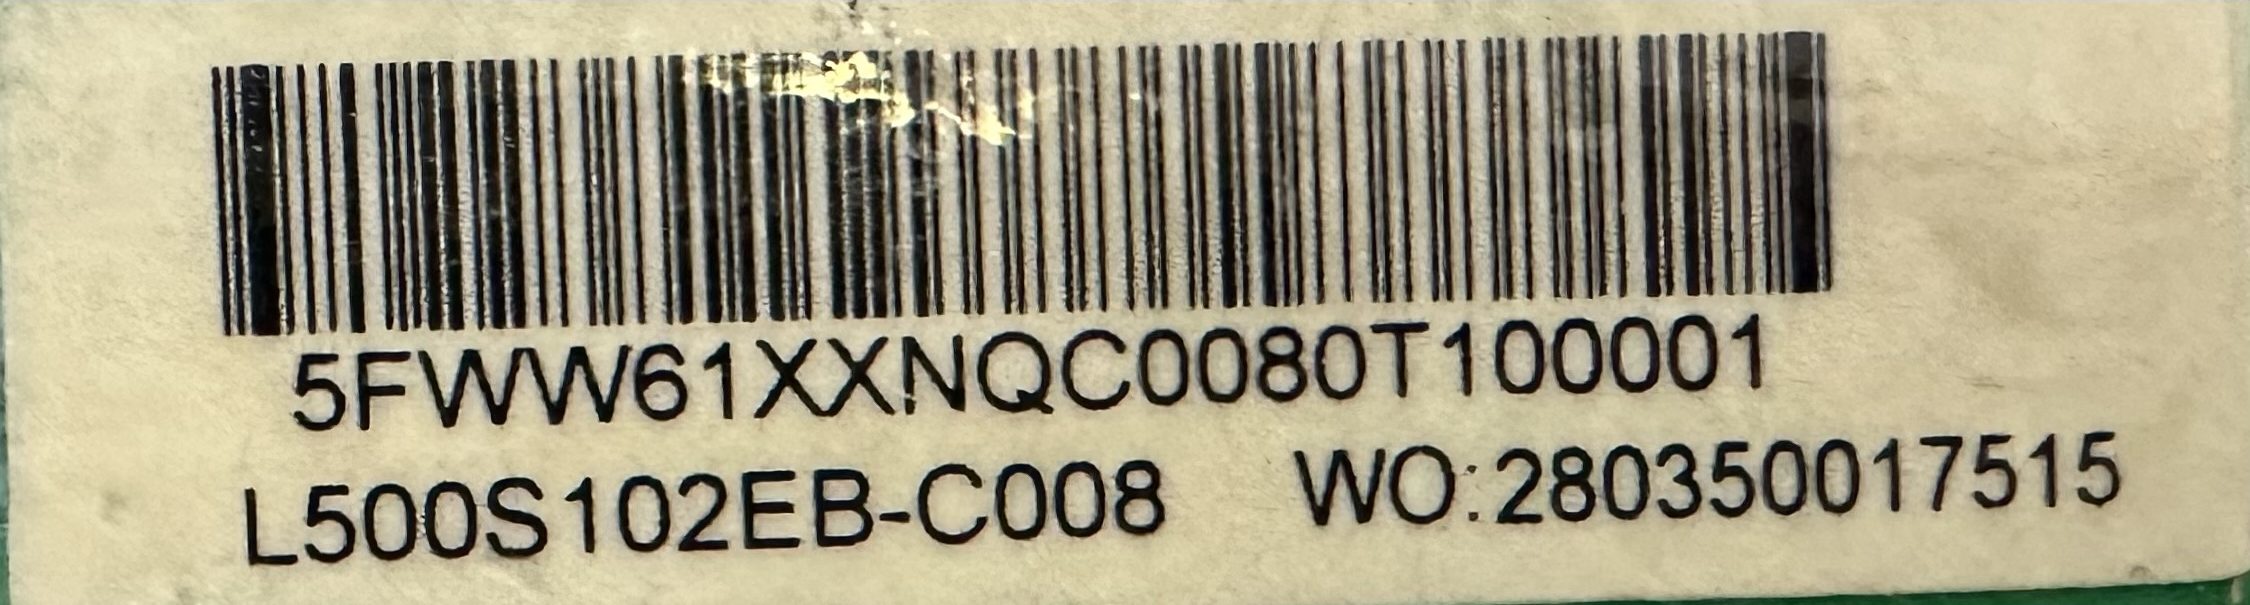 5FWW61XXNQC0080T100001
L500S102EB-C008 WO:280350017515